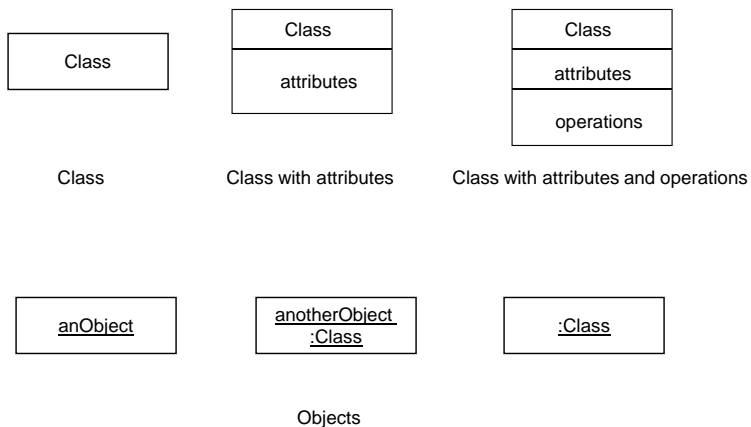 Class
Class
attributes
Class
attributes
operations
Class
Class with attributes
Class with attributes and operations
anObject
anotherObject
:Class
:Class
Objects